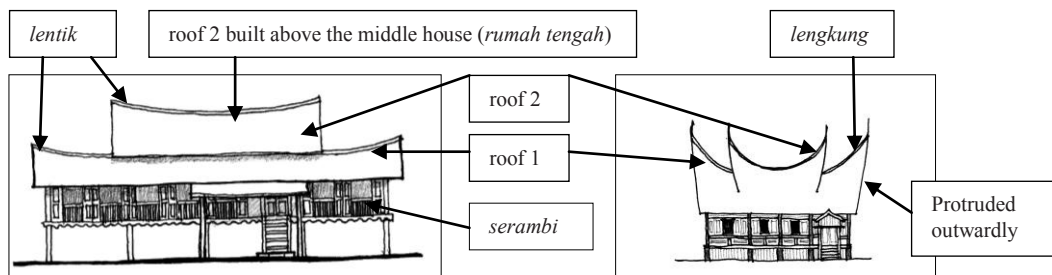 lentik
roof 2 built above the middle house (rumah tengah)
lengkung
roof 2
roof 1
serambi
Protruded
outwardly